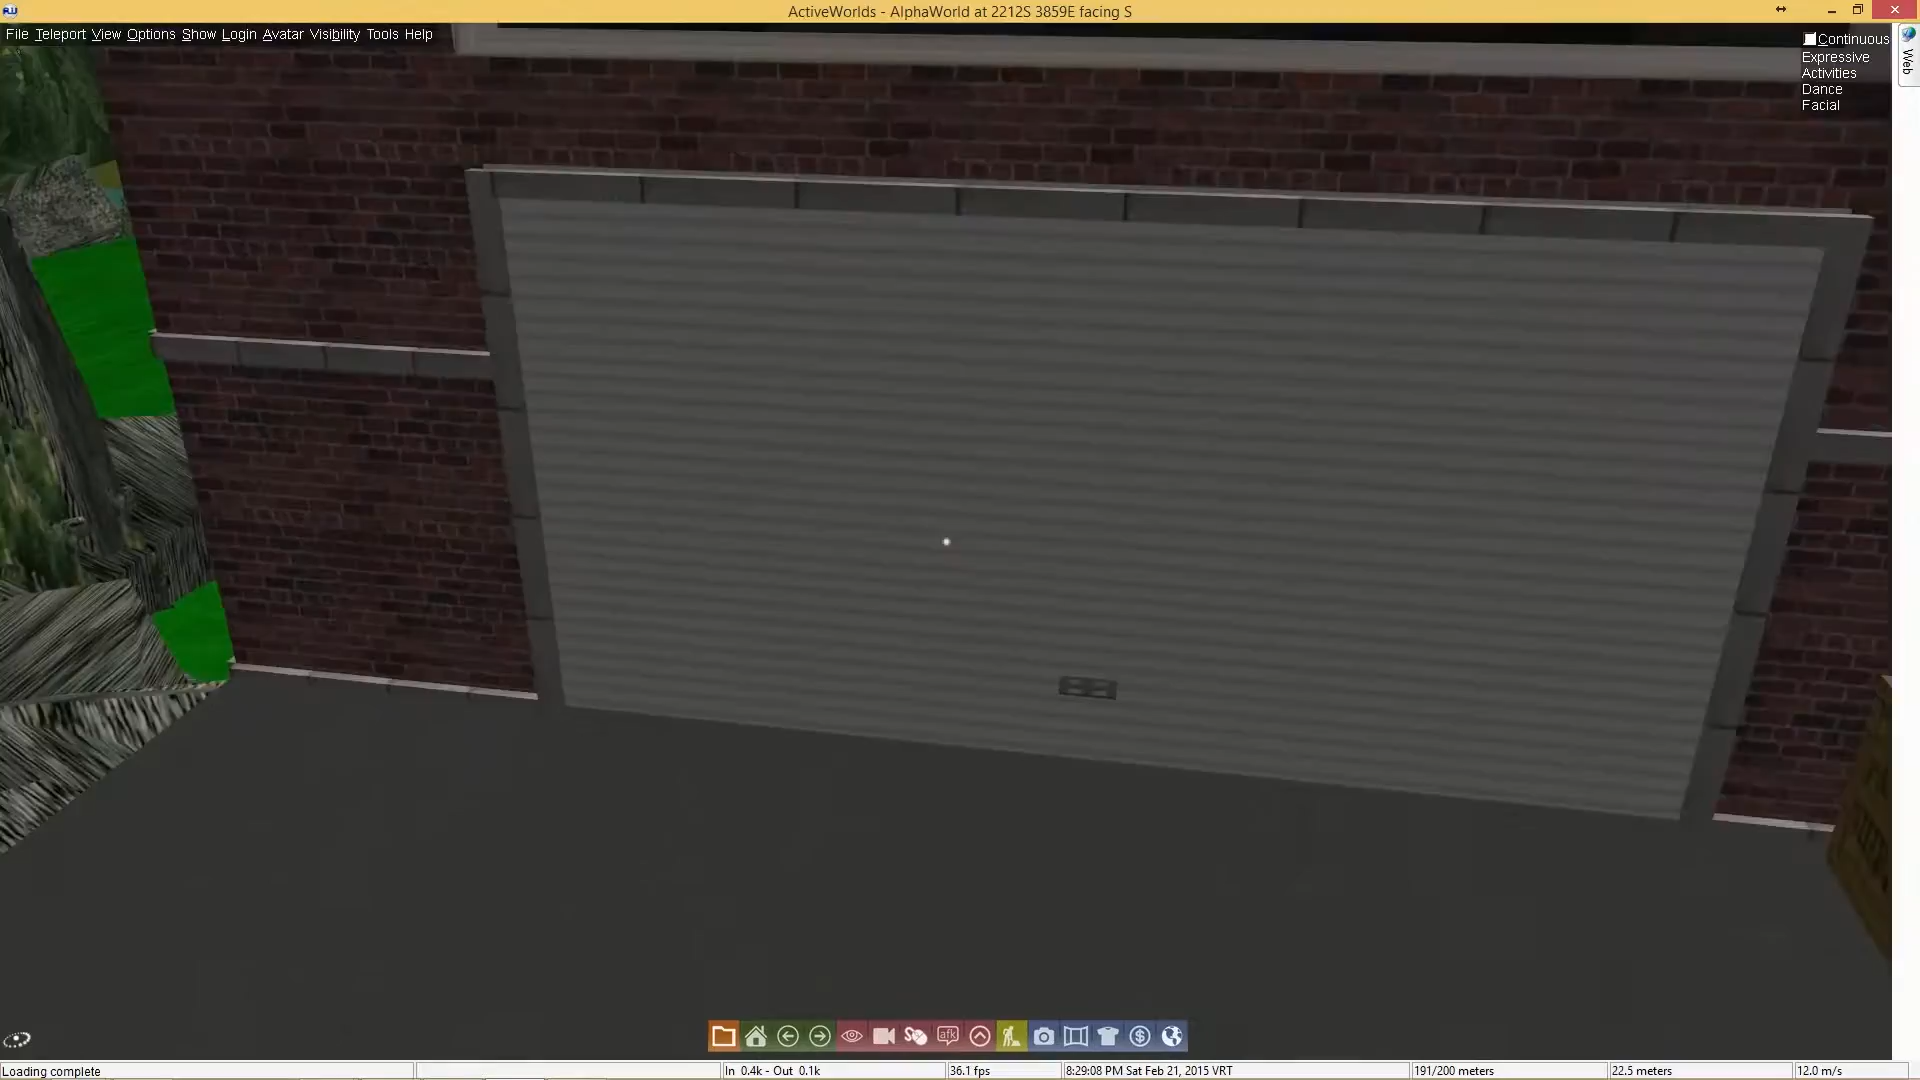 ActiveWorlds - AlphaWorld at 2212S 3859E facing S
File Teleport View Options Show Login Avatar Visibility Tools Help
Continuous
Expressive
Activities
Dance
Facial
Web
afk
Loading complete
In 0.4k - Out 0.1k
36.1 fps
8:29:08 PM Sat Feb 21, 2015 VRT
191/200 meters
22.5 meters
12.0 m/s